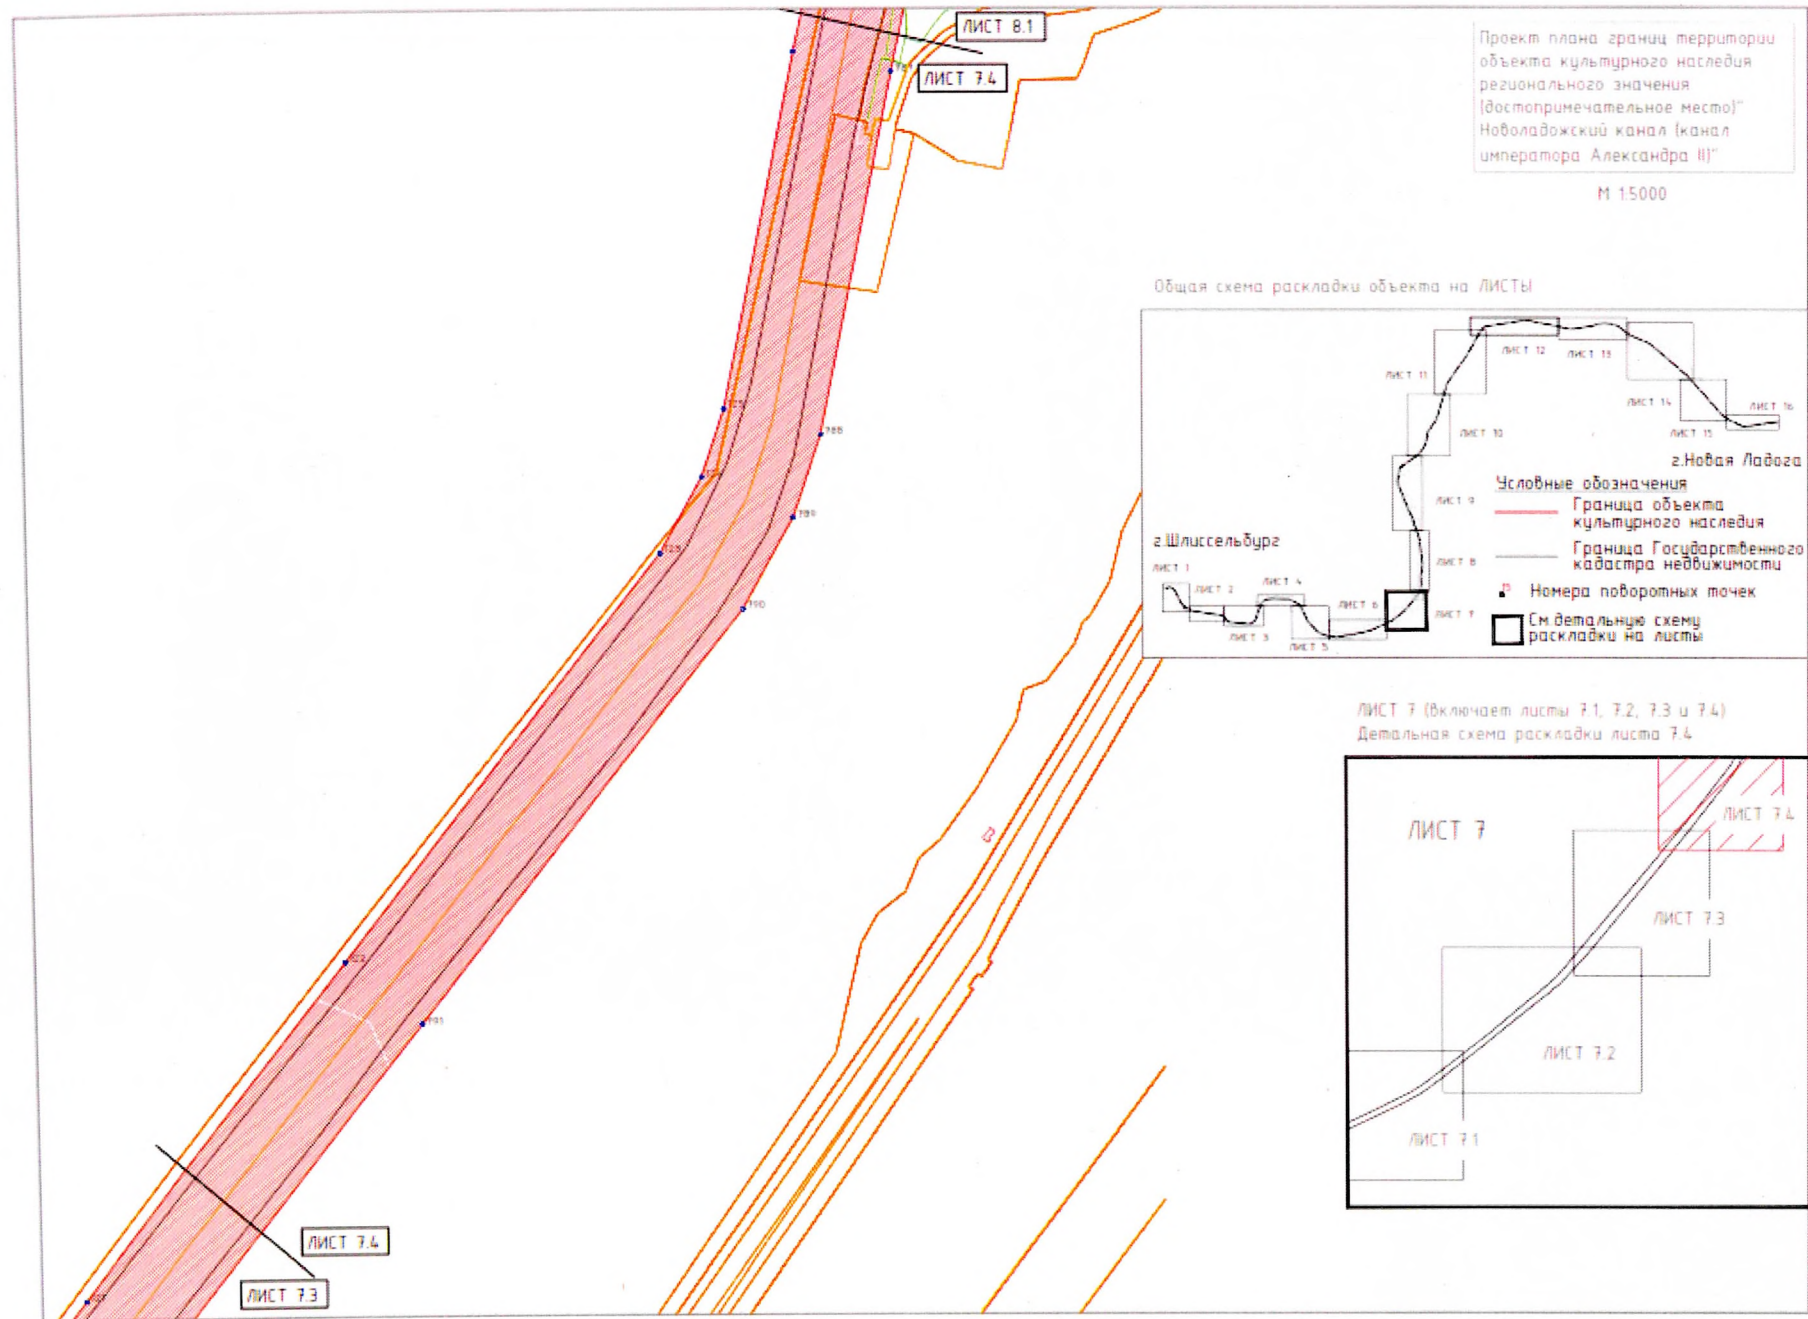 ЛИСТ 8.1
ЛИСТ 7.4
Проект плана границ территории
объекта культурного наследия
регионального значения
(достопримечательное место)"
Новоладожский канал (канал
императора Александра II)"
М 1:5000
Общая схема раскладки объекта на ЛИСТЫ
ЛИСТ 12
ЛИСТ 13
ЛИСТ 11
ЛИСТ 14
ЛИСТ 16
ЛИСТ 10
ЛИСТ 15
г.Новая Ладога
ЛИСТ 9
Условные обозначения
Граница объекта
культурного наследия
г.Шлиссельбург
Граница Государственного
кадастра недвижимости
ЛИСТ 8
ЛИСТ 1
ЛИСТ 2
ЛИСТ 4
Номера поворотных точек
ЛИСТ 6
ЛИСТ 7
ЛИСТ 3
ЛИСТ 5
См.детальную схему
раскладки на листы
788
789
790
791
ЛИСТ 7 (включает листы 7.1, 7.2, 7.3 и 7.4)
Детальная схема раскладки листа 7.4
ЛИСТ 7
ЛИСТ 7.4
ЛИСТ 7.3
ЛИСТ 7.2
ЛИСТ 7.1
ЛИСТ 7.4
ЛИСТ 7.3